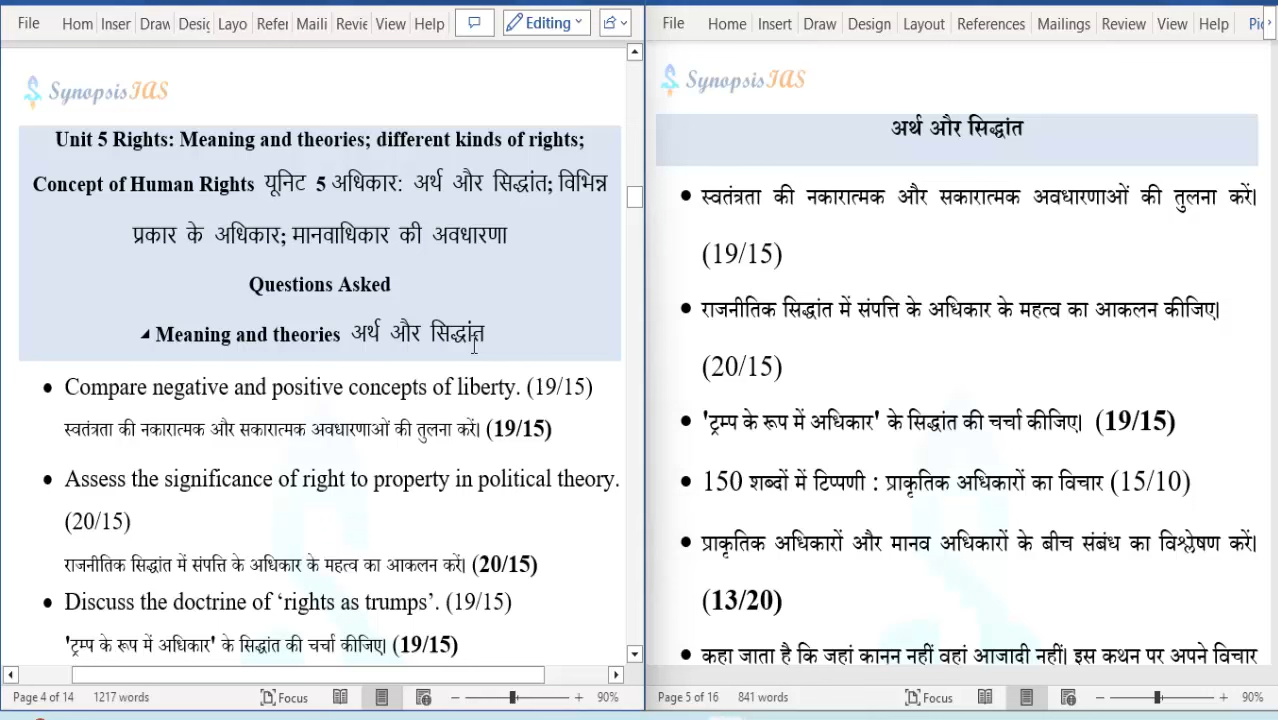 File Hom Inser Draw Desig Layo Refer Maili Revie View Help Editing
SynopsisIAS
Unit 5 Rights: Meaning and theories; different kinds of rights;
Concept of Human Rights यूनिट 5 अधिकार: अर्थ और सिद्धांत; विभिन्न
प्रकार के अधिकार; मानवाधिकार की अवधारणा
Questions Asked
Meaning and theories अर्थ और सिद्धांत
• Compare negative and positive concepts of liberty. (19/15)
स्वतंत्रता की नकारात्मक और सकारात्मक अवधारणाओं की तुलना करें। (19/15)
• Assess the significance of right to property in political theory.
(20/15)
राजनीतिक सिद्धांत में संपत्ति के अधिकार के महत्व का आकलन करें। (20/15)
• Discuss the doctrine of ‘rights as trumps’. (19/15)
'ट्रम्प के रूप में अधिकार' के सिद्धांत की चर्चा कीजिए। (19/15)
Page 4 of 14 1217 words Focus 90%
File Home Insert Draw Design Layout References Mailings Review View Help
SynopsisIAS
अर्थ और सिद्धांत
• स्वतंत्रता की नकारात्मक और सकारात्मक अवधारणाओं की तुलना करें।
(19/15)
• राजनीतिक सिद्धांत में संपत्ति के अधिकार के महत्व का आकलन कीजिए।
(20/15)
• 'ट्रम्प के रूप में अधिकार' के सिद्धांत की चर्चा कीजिए। (19/15)
• 150 शब्दों में टिप्पणी : प्राकृतिक अधिकारों का विचार (15/10)
• प्राकृतिक अधिकारों और मानव अधिकारों के बीच संबंध का विश्लेषण करें।
(13/20)
• कहा जाता है कि जहां कानून नहीं वहां आजादी नहीं। इस कथन पर अपने विचार
Page 5 of 16 841 words Focus 90%